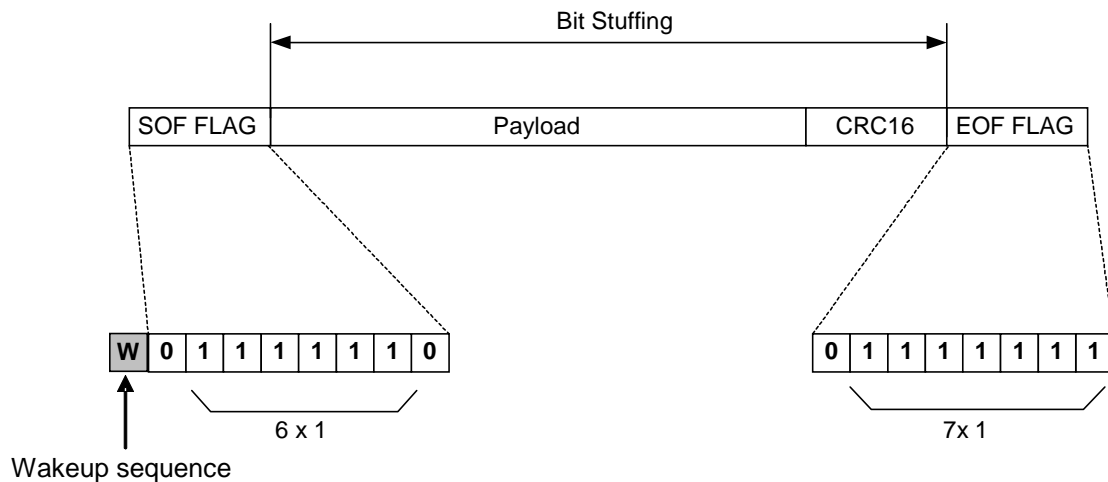 Bit Stuffing
SOF FLAG Payload CRC16 EOF FLAG
W 0 1 1 1 1 1 1 0 0 1 1 1 1 1 1 1
6 x 1 7x 1
Wakeup sequence